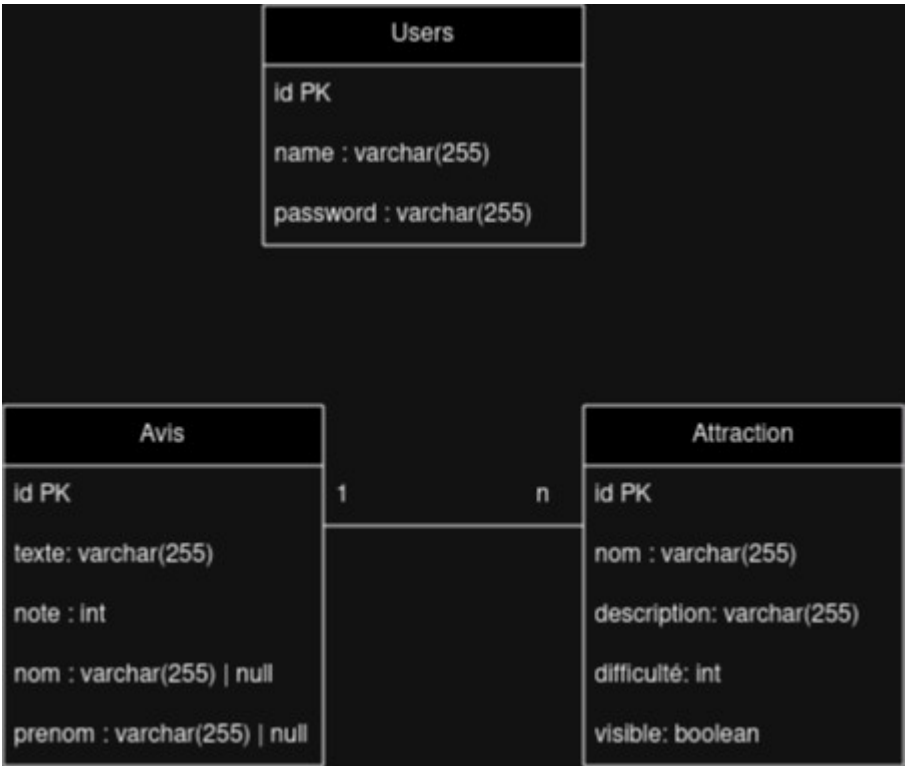 Users
id PK
name : varchar(255)
password : varchar(255)
Avis
id PK
texte: varchar(255)
note : int
nom : varchar(255) | null
prenom : varchar(255) | null
1
n
Attraction
id PK
nom : varchar(255)
description: varchar(255)
difficulté: int
visible: boolean